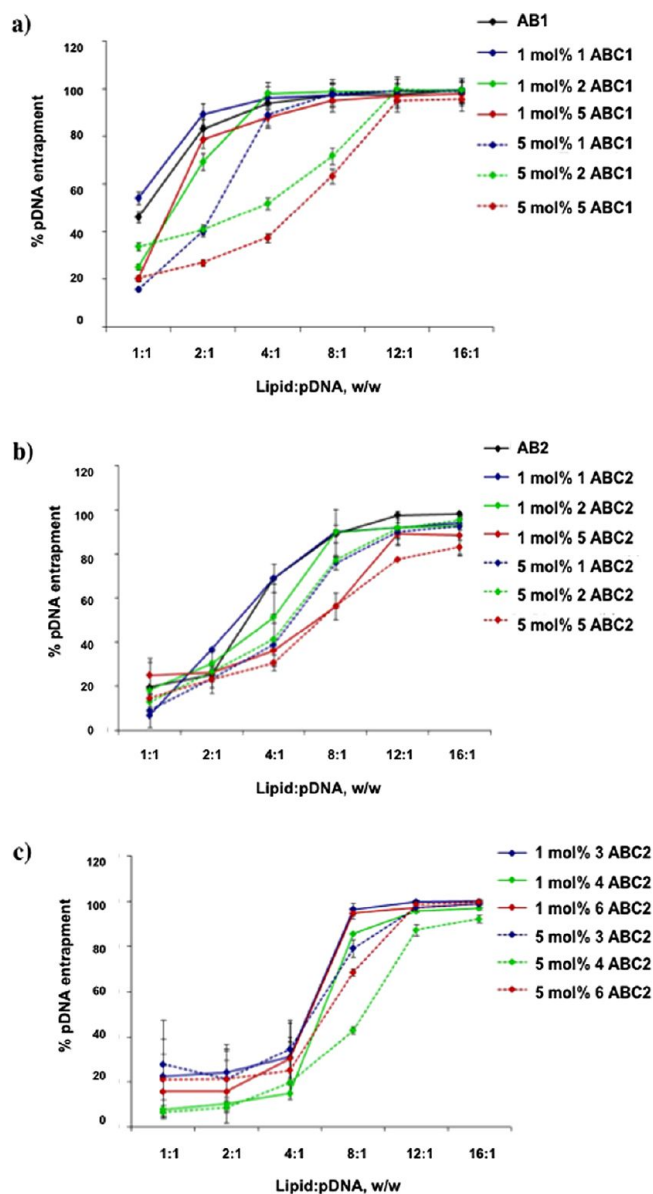 a)
AB1
1 mol% 1 ABC1
1 mol% 2 ABC1
1 mol% 5 ABC1
5 mol% 1 ABC1
5 mol% 2 ABC1
5 mol% 5 ABC1
% pDNA entrapment
120
100
80
60
40
20
0
1:1 2:1 4:1 8:1 12:1 16:1
Lipid:pDNA, w/w
b)
AB2
1 mol% 1 ABC2
1 mol% 2 ABC2
1 mol% 5 ABC2
5 mol% 1 ABC2
5 mol% 2 ABC2
5 mol% 5 ABC2
% pDNA entrapment
120
100
80
60
40
20
0
1:1 2:1 4:1 8:1 12:1 16:1
Lipid:pDNA, w/w
c)
1 mol% 3 ABC2
1 mol% 4 ABC2
1 mol% 6 ABC2
5 mol% 3 ABC2
5 mol% 4 ABC2
5 mol% 6 ABC2
% pDNA entrapment
120
100
80
60
40
20
0
1:1 2:1 4:1 8:1 12:1 16:1
Lipid:pDNA, w/w